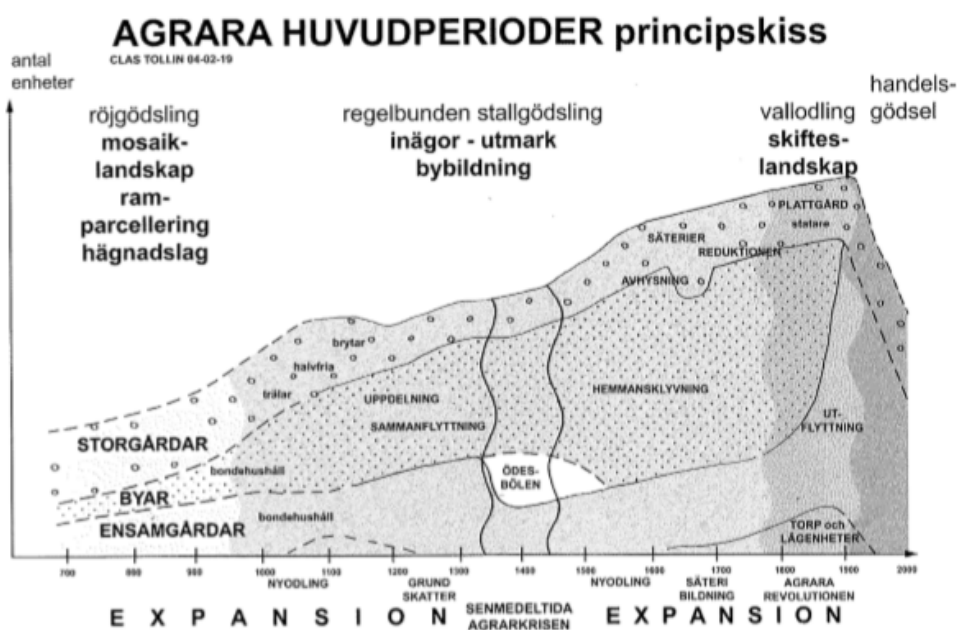 AGRARA HUVUDPERIODER principskiss
CLAS TOLLIN 04-02-19
antal
enheter
röjgödsling
mosaik-
landskap
ram-
parcellering
hägnadslag
regelbunden stallgödsling
inägor - utmark
bybildning
vallodling
skiftes-
landskap
handels-
gödsel
PLATTGÅRD
statare
SÄTERIER
REDUKTIONEN
AVHYSNING
brytar
halvfria
trälar
UPPDELNING
SAMMANFLYTTNING
HEMMANSKLYVNING
UT-
FLYTTNING
STORGÅRDAR
bondehushåll
BYAR
ENSAMGÅRDAR
bondehushåll
ÖDES-
BÖLEN
TORP och
LÄGENHETER
700 800 900 1000 1100 1200 1300 1400 1500 1600 1700 1800 1900 2000
NYODLING
GRUND
SKATTER
NYODLING
SÄTERI
BILDNING
AGRARA
REVOLUTIONEN
EXPANSION
SENMEDELTIDA
AGRARKRISEN
EXPANSION